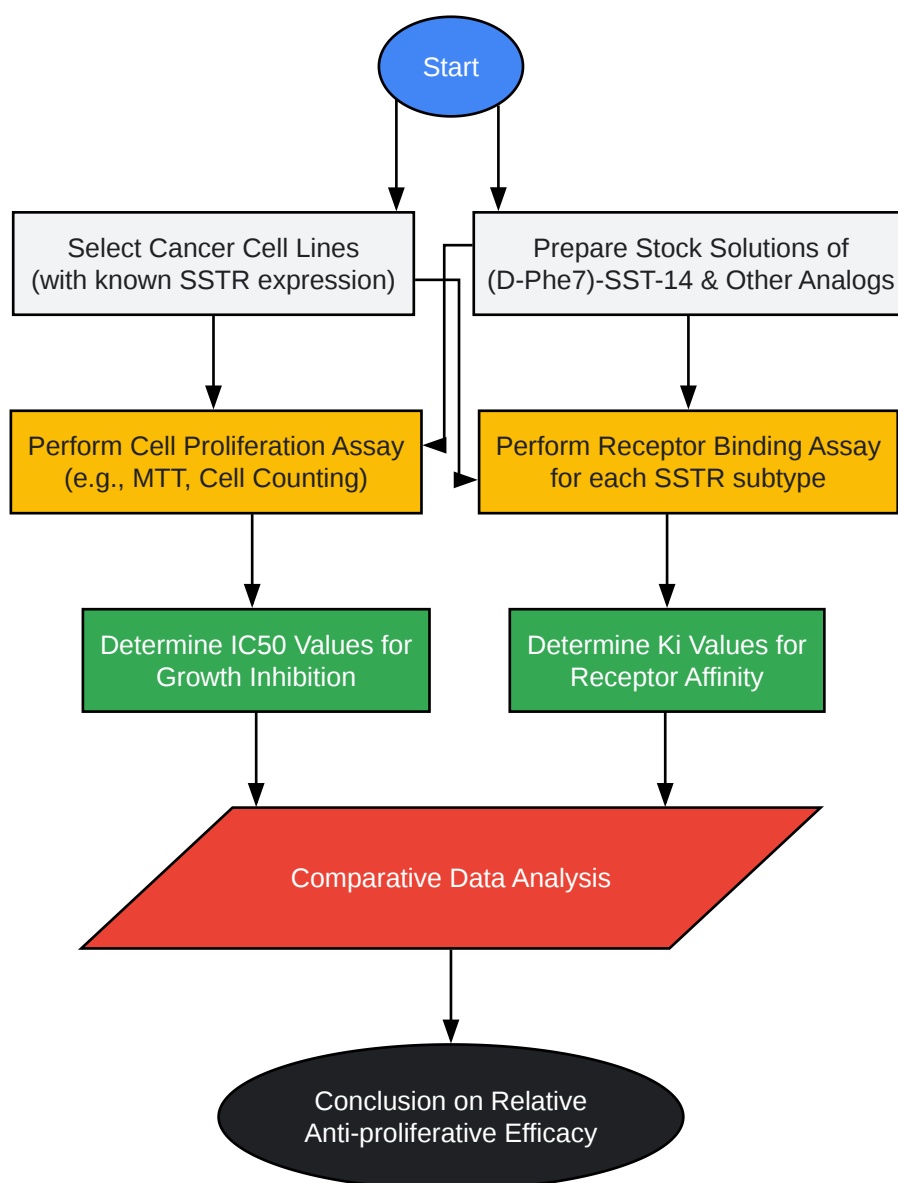 Start
Select Cancer Cell Lines
(with known SSTR expression)
Prepare Stock Solutions of
(D-Phe7)-SST-14 & Other Analogs
Perform Cell Proliferation Assay
(e.g., MTT, Cell Counting)
Perform Receptor Binding Assay
for each SSTR subtype
Determine IC50 Values for
Growth Inhibition
Determine Ki Values for
Receptor Affinity
Comparative Data Analysis
Conclusion on Relative
Anti-proliferative Efficacy